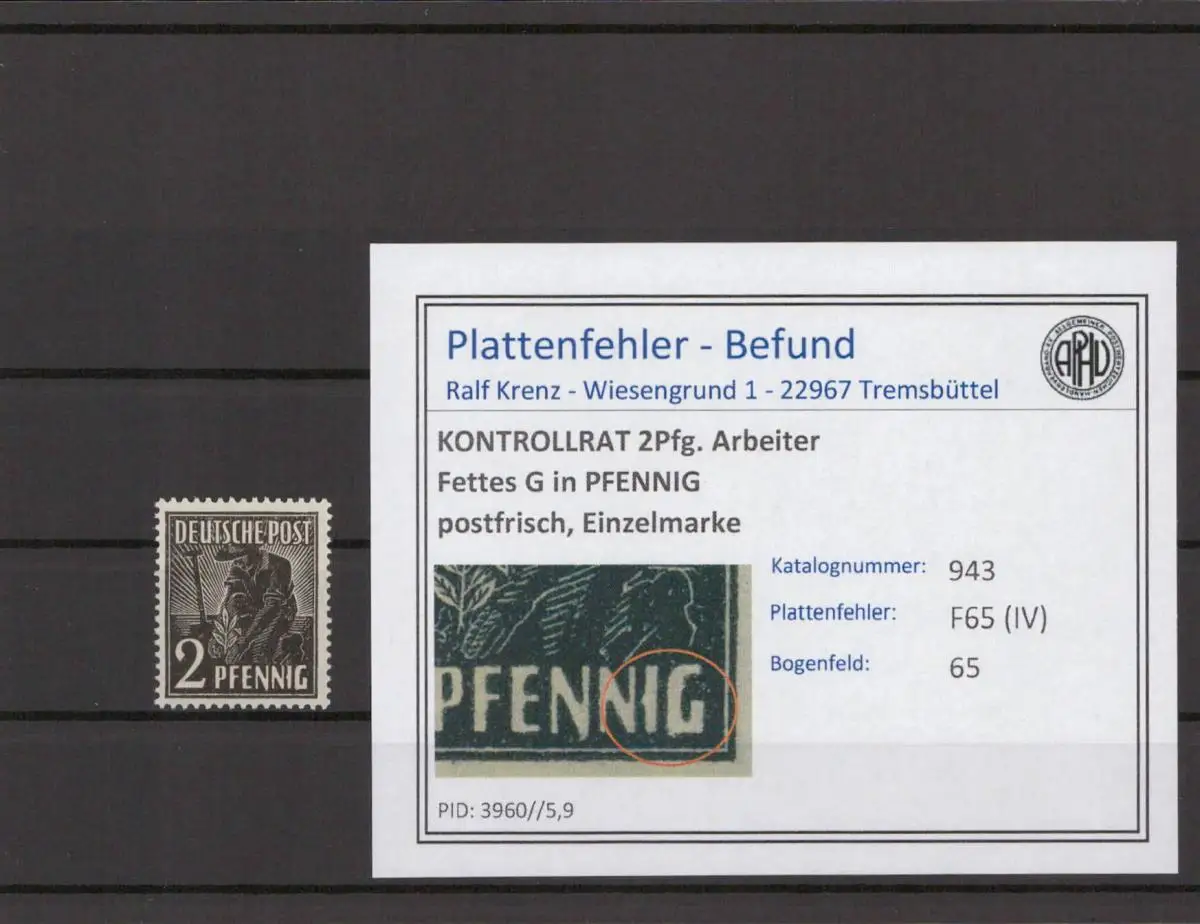 DEUTSCHE POST
2 PFENNIG
Plattenfehler - Befund
Ralf Krenz - Wiesengrund 1 - 22967 Tremsbüttel
APHV
KONTROLLRAT 2Pfg. Arbeiter
Fettes G in PFENNIG
postfrisch, Einzelmarke
Katalognummer: 943
Plattenfehler: F65 (IV)
Bogenfeld: 65
PFENNIG
PID: 3960//5,9